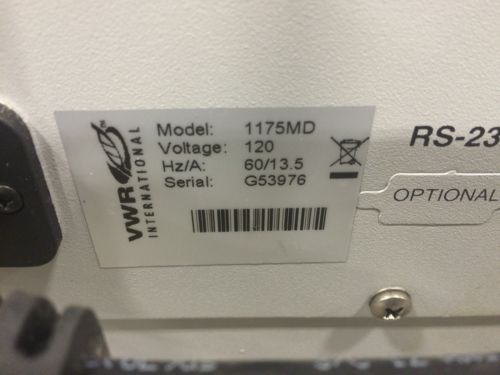 VWR
INTERNATIONAL
Model: 1175MD
Voltage: 120
Hz/A: 60/13.5
Serial: G53976
RS-23
OPTIONAL